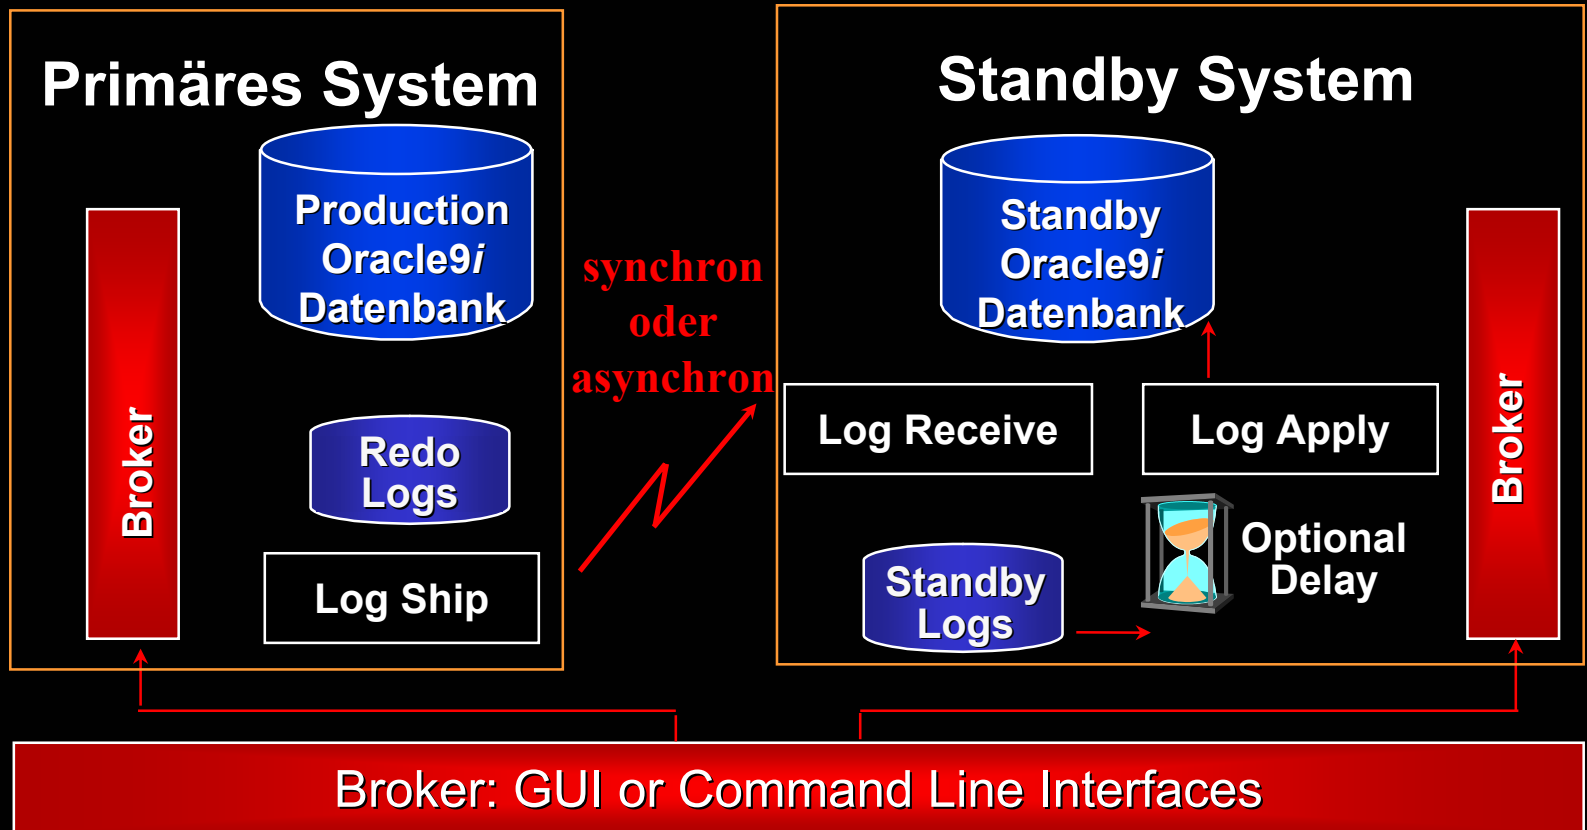 Primäres System
Production
Oracle9i
Datenbank
Broker
Redo
Logs
Log Ship
synchron
oder
asynchron
Standby System
Standby
Oracle9i
Datenbank
Log Receive
Log Apply
Standby
Logs
Optional
Delay
Broker
Broker: GUI or Command Line Interfaces